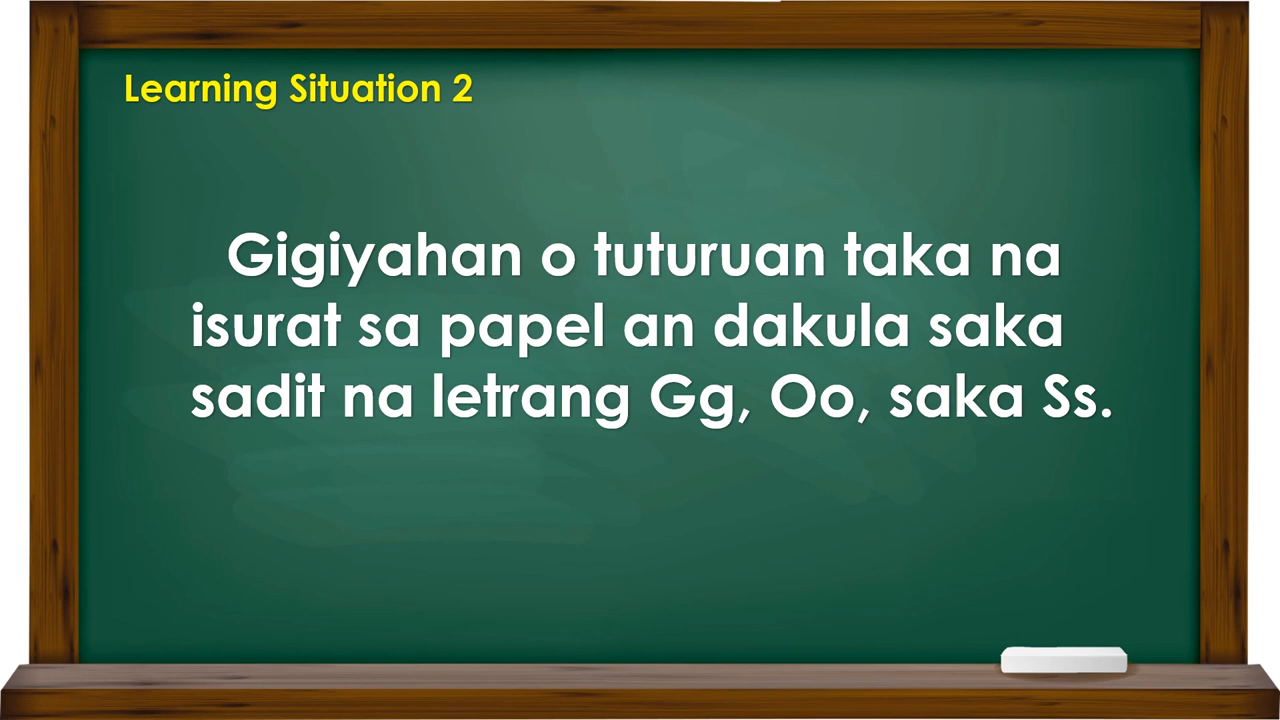 Learning Situation 2
Gigiyahan o tuturuan taka na
isurat sa papel an dakula saka
sadit na letrang Gg, Oo, saka Ss.